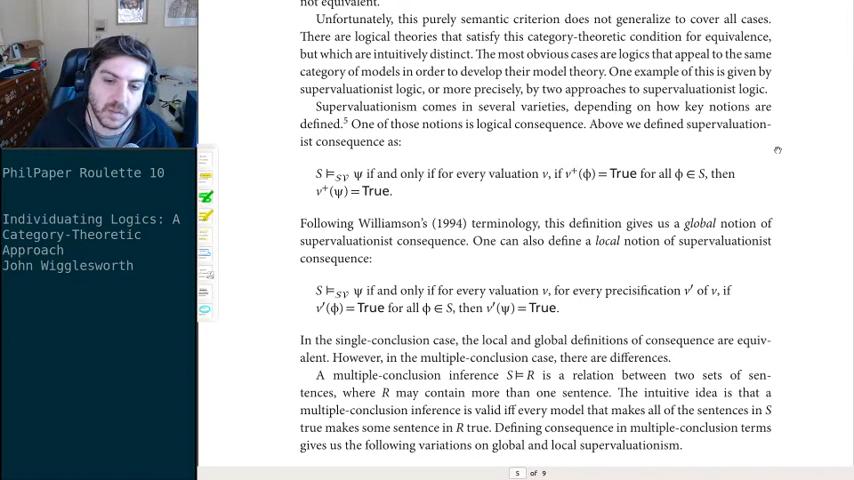 not equivalent.
Unfortunately, this purely semantic criterion does not generalize to cover all cases.
There are logical theories that satisfy this category-theoretic condition for equivalence,
but which are intuitively distinct. The most obvious cases are logics that appeal to the same
category of models in order to develop their model theory. One example of this is given by
supervaluationist logic, or more precisely, by two approaches to supervaluationist logic.
Supervaluationism comes in several varieties, depending on how key notions are
defined.⁵ One of those notions is logical consequence. Above we defined supervaluation-
ist consequence as:
S ⊨SV ψ if and only if for every valuation v, if v⁺(ϕ) = True for all ϕ ∈ S, then
v⁺(ψ) = True.
Following Williamson's (1994) terminology, this definition gives us a global notion of
supervaluationist consequence. One can also define a local notion of supervaluationist
consequence:
S ⊨SV ψ if and only if for every valuation v, for every precisification v′ of v, if
v′(ϕ) = True for all ϕ ∈ S, then v′(ψ) = True.
In the single-conclusion case, the local and global definitions of consequence are equiv-
alent. However, in the multiple-conclusion case, there are differences.
A multiple-conclusion inference S ⊨ R is a relation between two sets of sen-
tences, where R may contain more than one sentence. The intuitive idea is that a
multiple-conclusion inference is valid iff every model that makes all of the sentences in S
true makes some sentence in R true. Defining consequence in multiple-conclusion terms
gives us the following variations on global and local supervaluationism.
5 of 9
PhilPaper Roulette 10
Individuating Logics: A
Category-Theoretic
Approach
John Wigglesworth